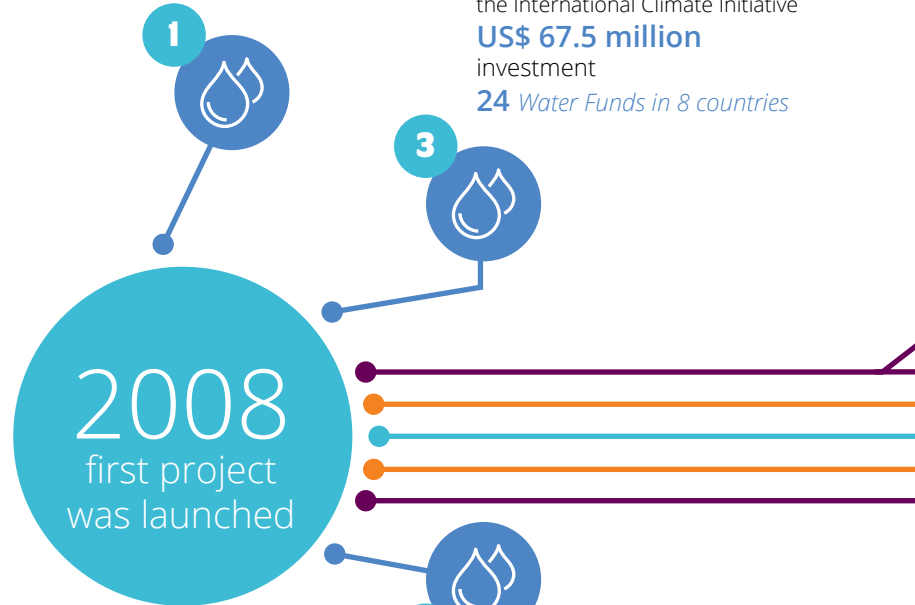 1
the International Climate Initiative
US$ 67.5 million
investment
24 Water Funds in 8 countries
3
2008
first project
was launched